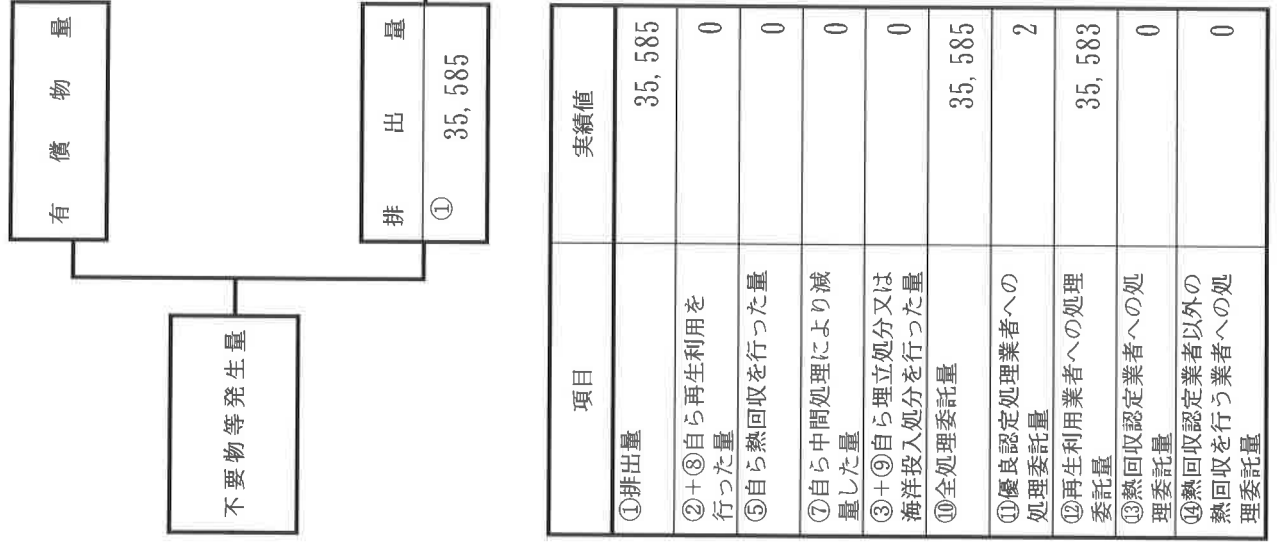 有償物量
不要物等発生量
排出量
① 35,585
項目 実績値
①排出量 35,585
②+⑧自ら再生利用を
行った量 0
⑤自ら熱回収を行った量 0
⑦自ら中間処理により減
量した量 0
③+⑨自ら埋立処分又は
海洋投入処分を行った量 0
⑩全処理委託量 35,585
⑪優良認定処理業者への
処理委託量 2
⑫再生利用業者への処理
委託量 35,583
⑬熱回収認定業者への処
理委託量 0
⑭熱回収認定業者以外の
熱回収を行う業者への処
理委託量 0